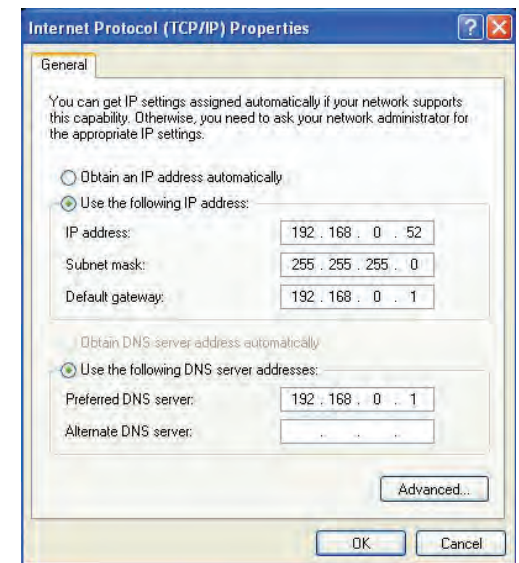 Internet Protocol (TCP/IP) Properties
General
You can get IP settings assigned automatically if your network supports
this capability. Otherwise, you need to ask your network administrator for
the appropriate IP settings.
Obtain an IP address automatically
Use the following IP address:
IP address: 192 . 168 . 0 . 52
Subnet mask: 255 . 255 . 255 . 0
Default gateway: 192 . 168 . 0 . 1
Obtain DNS server address automatically
Use the following DNS server addresses:
Preferred DNS server: 192 . 168 . 0 . 1
Alternate DNS server: . . .
Advanced...
OK Cancel